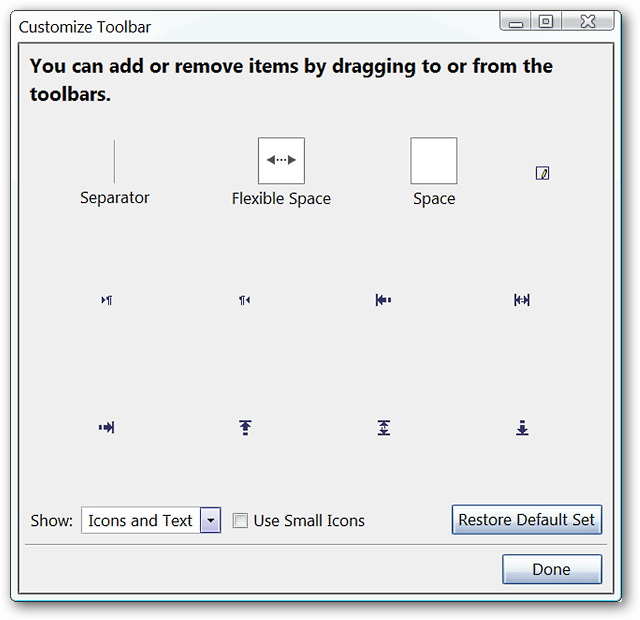 Customize Toolbar
You can add or remove items by dragging to or from the
toolbars.
Separator
Flexible Space
Space
Show: Icons and Text Use Small Icons Restore Default Set
Done